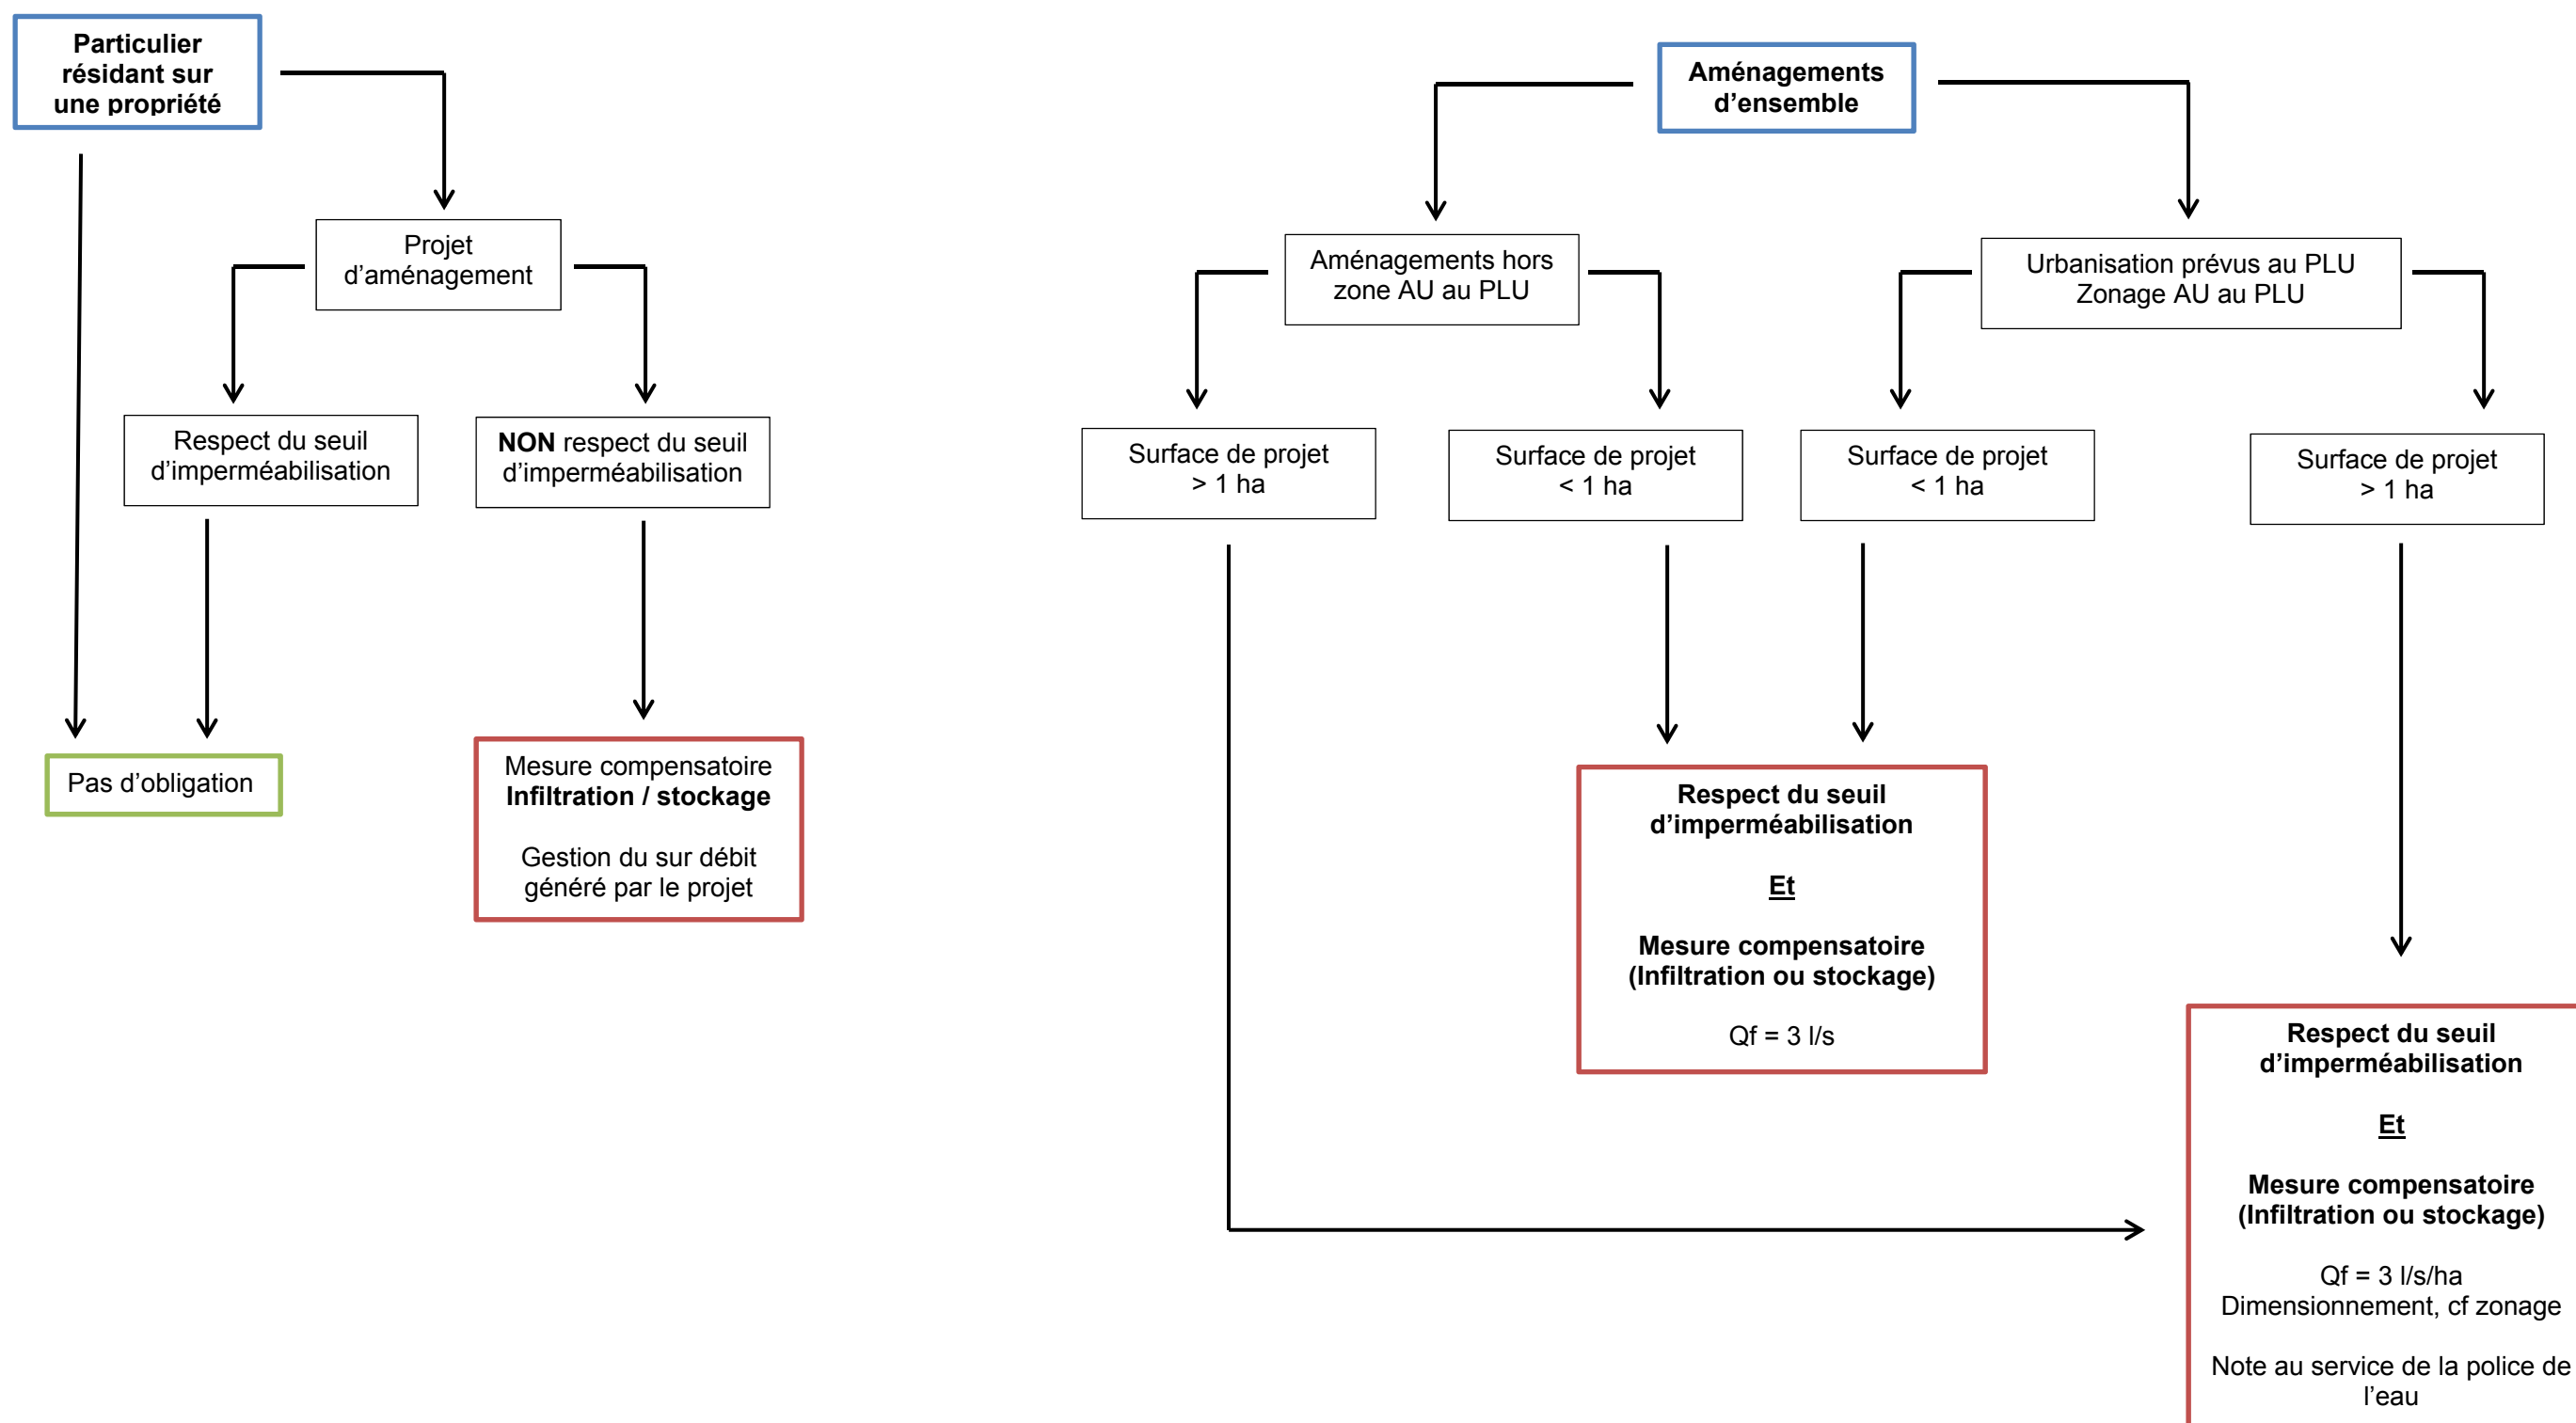 Particulier
résidant sur
une propriété
Aménagements
d’ensemble
Projet
d’aménagement
Aménagements hors
zone AU au PLU
Urbanisation prévus au PLU
Zonage AU au PLU
Respect du seuil
d’imperméabilisation
NON respect du seuil
d’imperméabilisation
Surface de projet
> 1 ha
Surface de projet
< 1 ha
Surface de projet
< 1 ha
Surface de projet
> 1 ha
Pas d’obligation
Mesure compensatoire
Infiltration / stockage
Gestion du sur débit
généré par le projet
Respect du seuil
d’imperméabilisation
Et
Mesure compensatoire
(Infiltration ou stockage)
Qf = 3 l/s
Respect du seuil
d’imperméabilisation
Et
Mesure compensatoire
(Infiltration ou stockage)
Qf = 3 l/s/ha
Dimensionnement, cf zonage
Note au service de la police de
l’eau